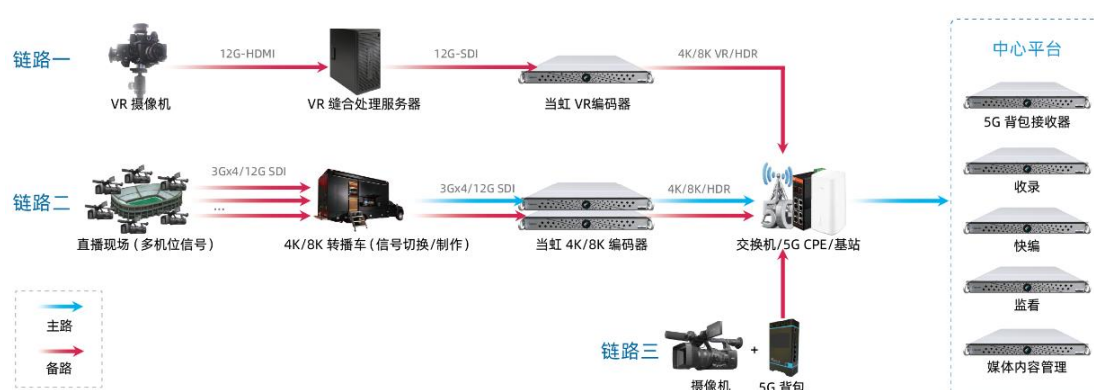 链路一
12G-HDMI
12G-SDI
4K/8K VR/HDR
VR 摄像机
VR 缝合处理服务器
当虹 VR编码器
中心平台
5G 背包接收器
收录
快编
监看
媒体内容管理
链路二
3Gx4/12G SDI
...
3Gx4/12G SDI
4K/8K/HDR
直播现场（多机位信号）
4K/8K 转播车（信号切换/制作）
当虹 4K/8K 编码器
交换机/5G CPE/基站
主路
备路
链路三
+
摄像机
5G 背包